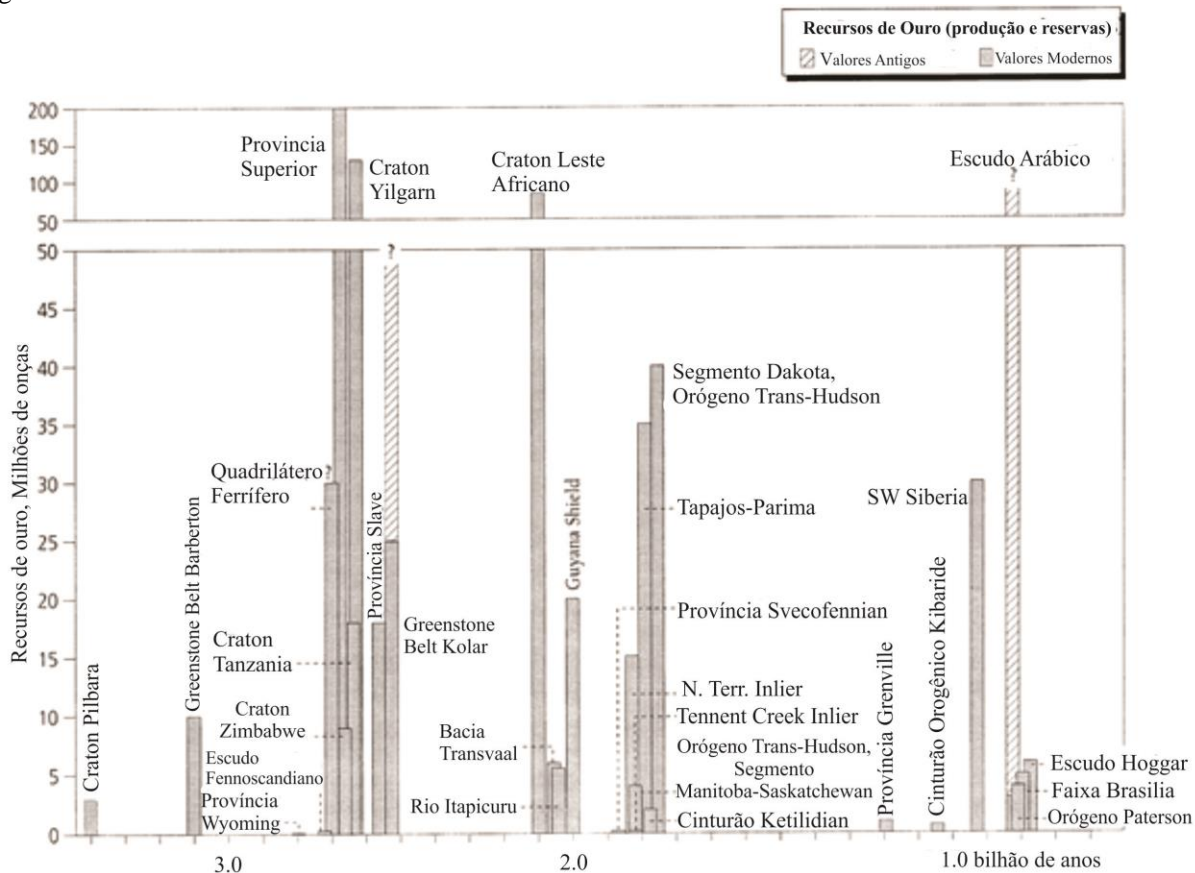 Recursos de Ouro (produção e reservas)
Valores Antigos
Valores Modernos
200
150
100
50
Provincia
Superior
Craton
Yilgarn
Craton Leste
Africano
Escudo Arábico
?
50
45
40
35
30
25
20
15
10
5
0
Recursos de ouro, Milhões de onças
?
Segmento Dakota,
Orógeno Trans-Hudson
Quadrilátero ?
Ferrífero
Província Slave
Guyana Shield
Tapajos-Parima
SW Siberia
Craton Pilbara
Greenstone Belt Barberton
Craton
Tanzania
Greenstone
Belt Kolar
Província Svecofennian
Província Grenville
Cinturão Orogênico Kibaride
Craton
Zimbabwe
Escudo
Fennoscandiano
Província
Wyoming
Bacia
Transvaal
Rio Itapicuru
N. Terr. Inlier
Tennent Creek Inlier
Orógeno Trans-Hudson,
Segmento
Manitoba-Saskatchewan
Cinturão Ketilidian
Escudo Hoggar
Faixa Brasilia
Orógeno Paterson
3.0
2.0
1.0 bilhão de anos